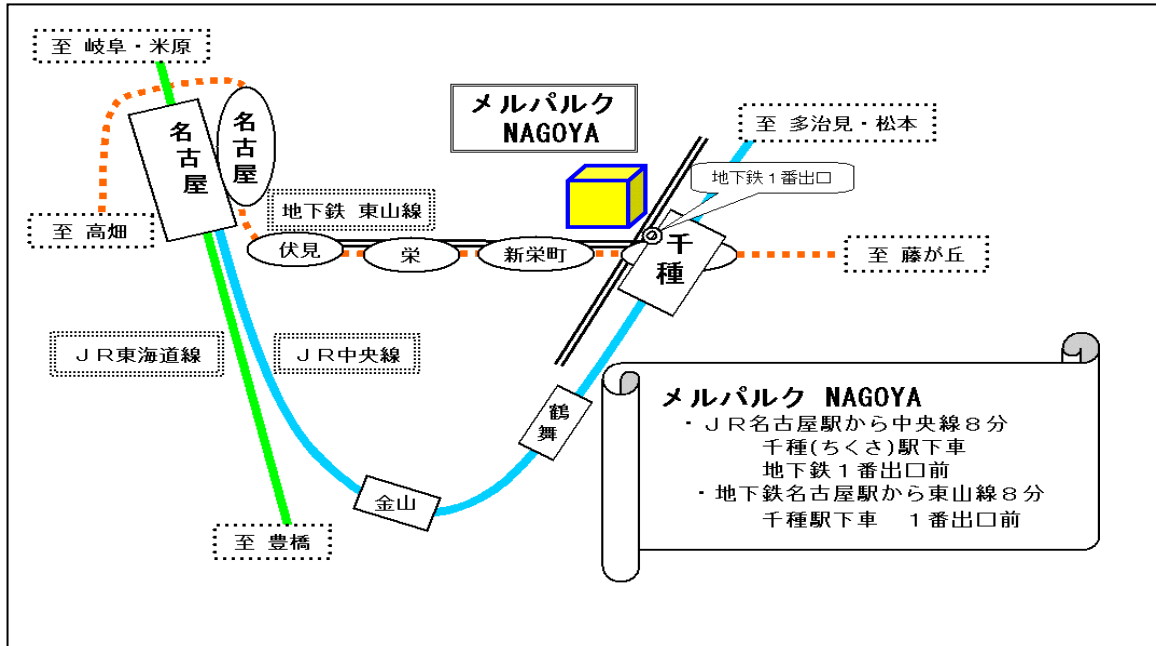 至 岐阜・米原
メルパルク
NAGOYA
至 多治見・松本
名古屋
名古屋
地下鉄１番出口
地下鉄 東山線
至 高畑
伏見
栄
新栄町
千種
至 藤が丘
ＪＲ東海道線
ＪＲ中央線
鶴舞
金山
至 豊橋
メルパルク NAGOYA
・ＪＲ名古屋駅から中央線８分
千種(ちくさ)駅下車
地下鉄１番出口前
・地下鉄名古屋駅から東山線８分
千種駅下車　１番出口前